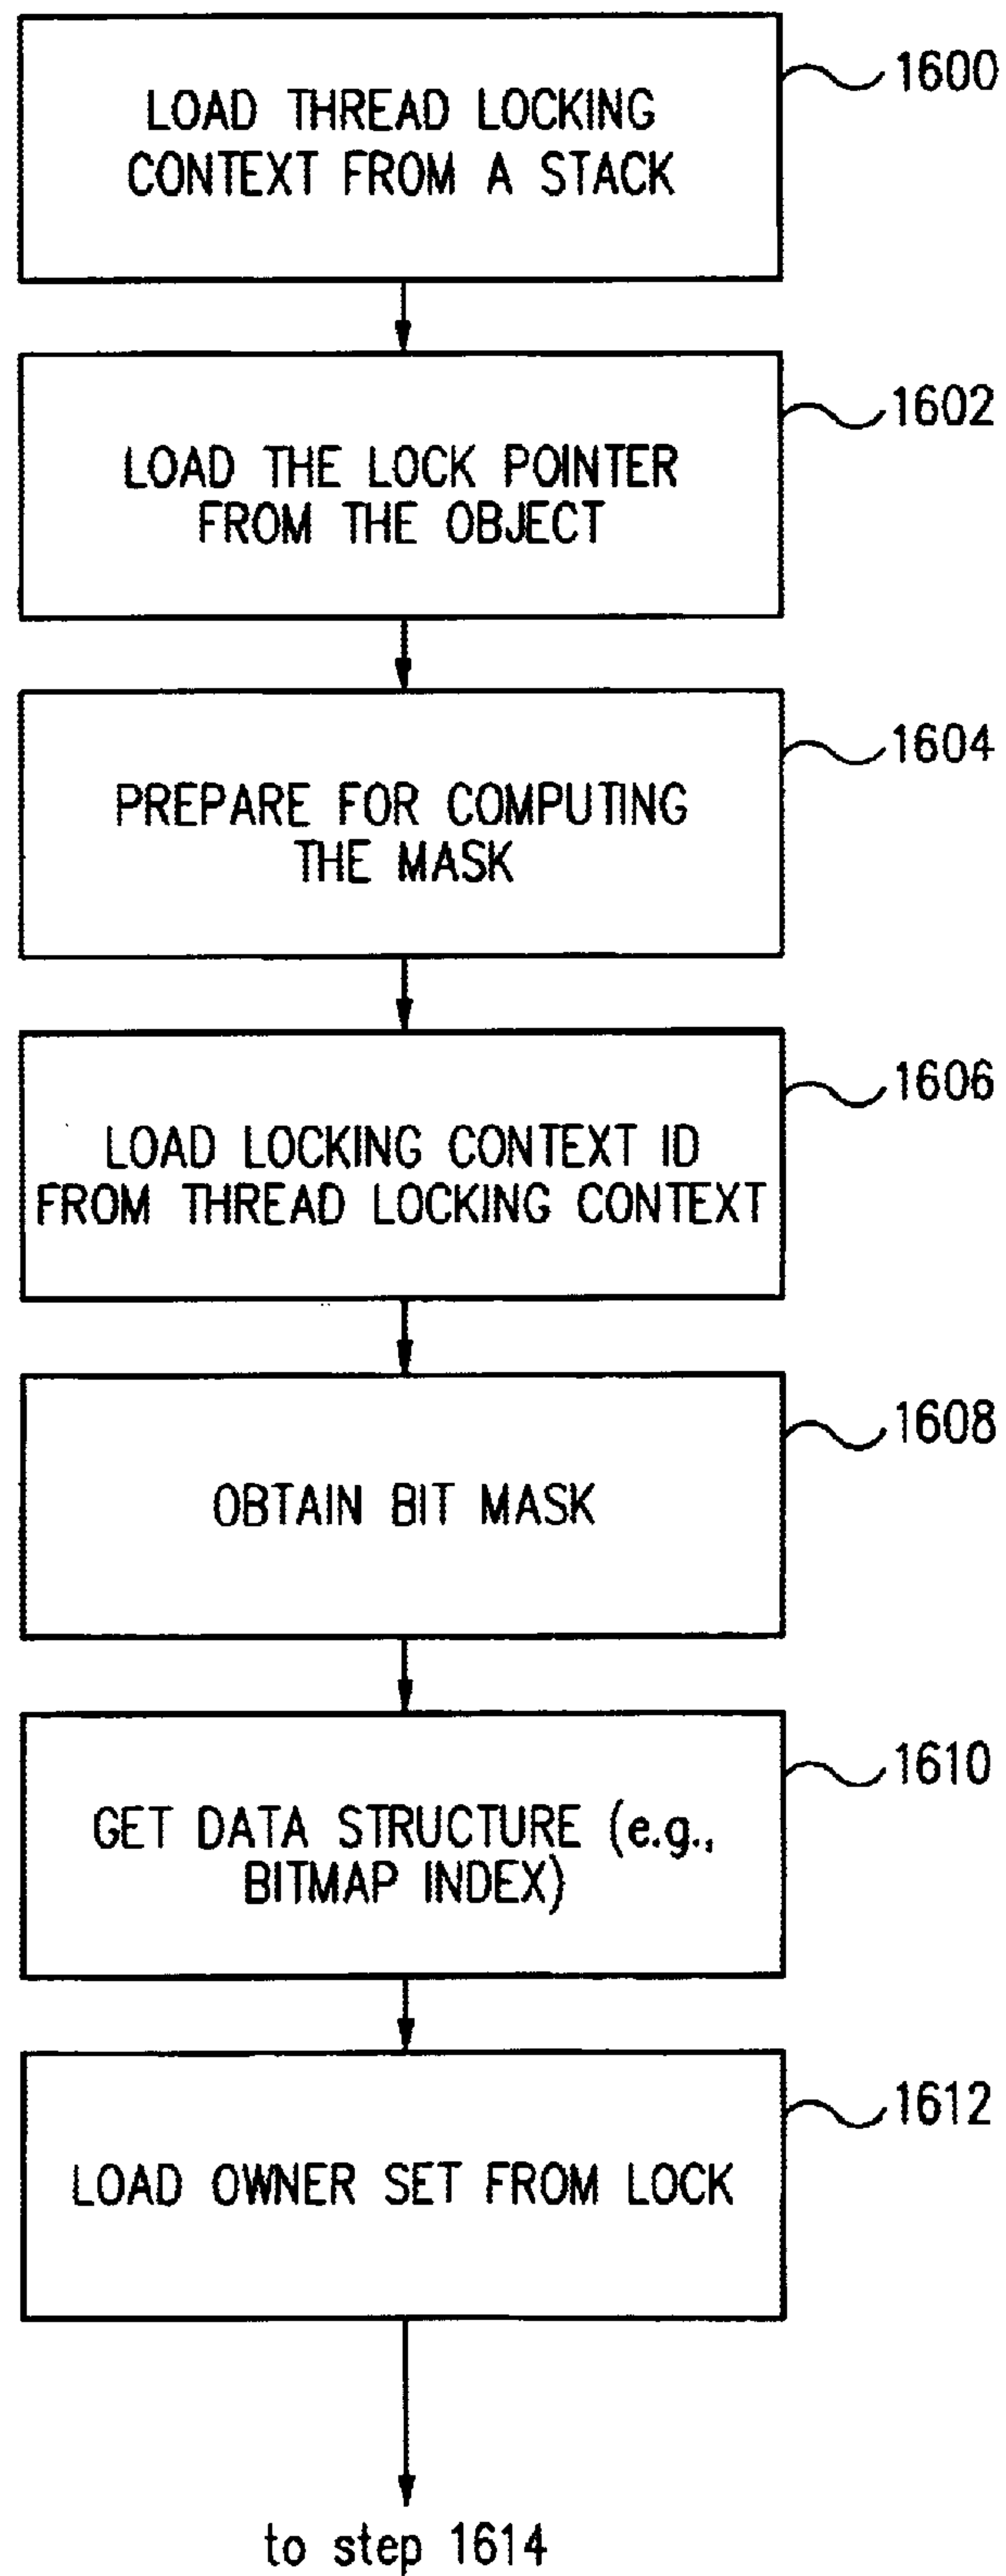 LOAD THREAD LOCKING
CONTEXT FROM A STACK
1600
LOAD THE LOCK POINTER
FROM THE OBJECT
1602
PREPARE FOR COMPUTING
THE MASK
1604
LOAD LOCKING CONTEXT ID
FROM THREAD LOCKING CONTEXT
1606
OBTAIN BIT MASK
1608
GET DATA STRUCTURE (e.g.,
BITMAP INDEX)
1610
LOAD OWNER SET FROM LOCK
1612
to step 1614